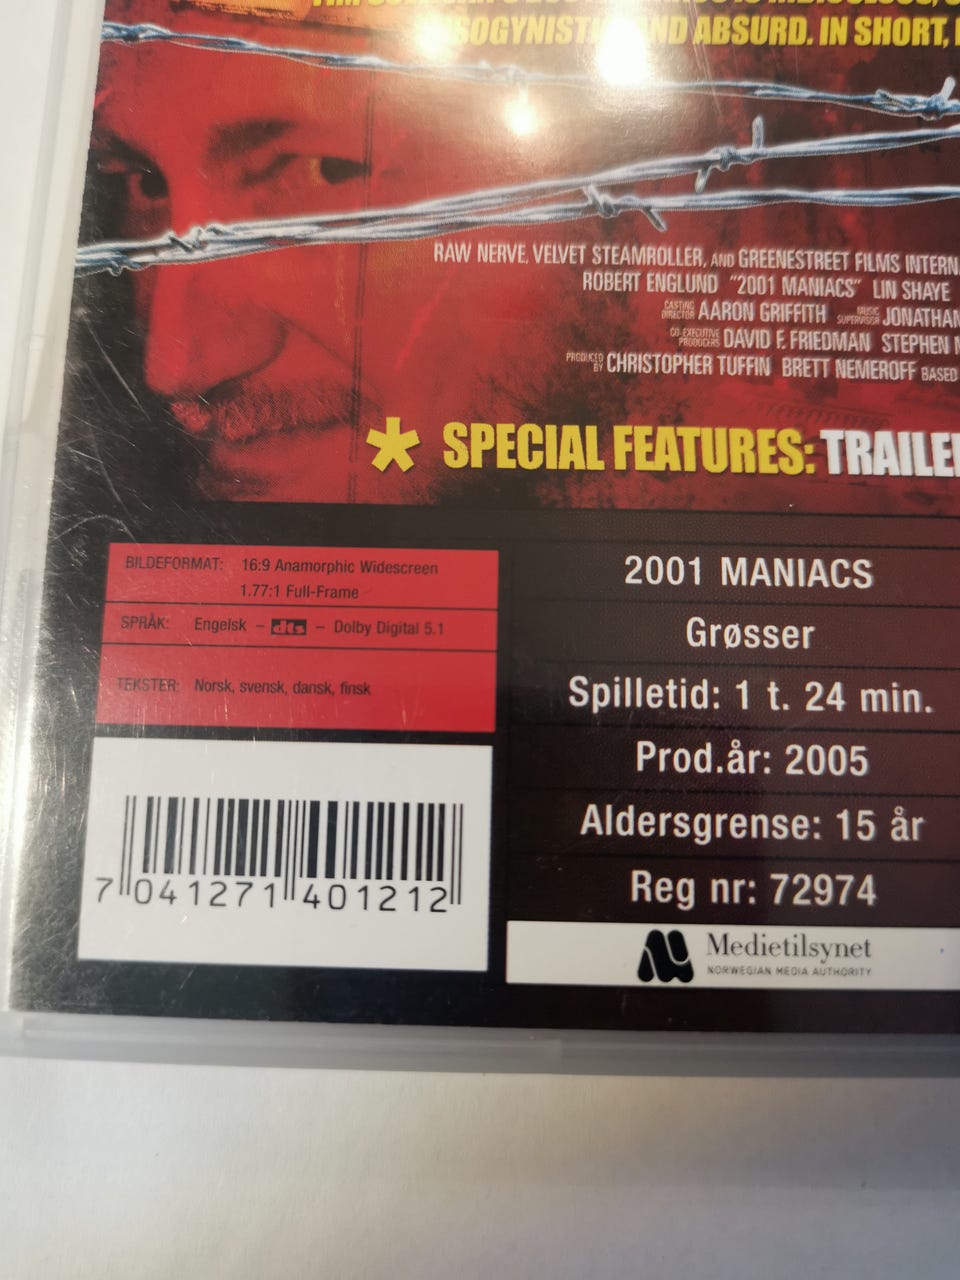 AND ABSURD. IN SHORT,
RAW NERVE, VELVET STEAMROLLER, AND GREENESTREET FILMS
ROBERT ENGLUND "2001 MANIACS" LIN SHAYE
CASTING DIRECTOR AARON GRIFFITH MUSIC SUPERVISOR JONATHAN
CO-EXECUTIVE PRODUCERS DAVID F. FRIEDMAN STEPHEN
PRODUCED BY CHRISTOPHER TUFFIN BRETT NEMEROFF BASED
* SPECIAL FEATURES: TRAILE
BILDEFORMAT: 16:9 Anamorphic Widescreen
1.77:1 Full-Frame
SPRÅK: Engelsk – dts – Dolby Digital 5.1
TEKSTER: Norsk, svensk, dansk, finsk
7 041271 401212
2001 MANIACS
Grøsser
Spilletid: 1 t. 24 min.
Prod.år: 2005
Aldersgrense: 15 år
Reg nr: 72974
Medietilsynet
NORWEGIAN MEDIA AUTHORITY